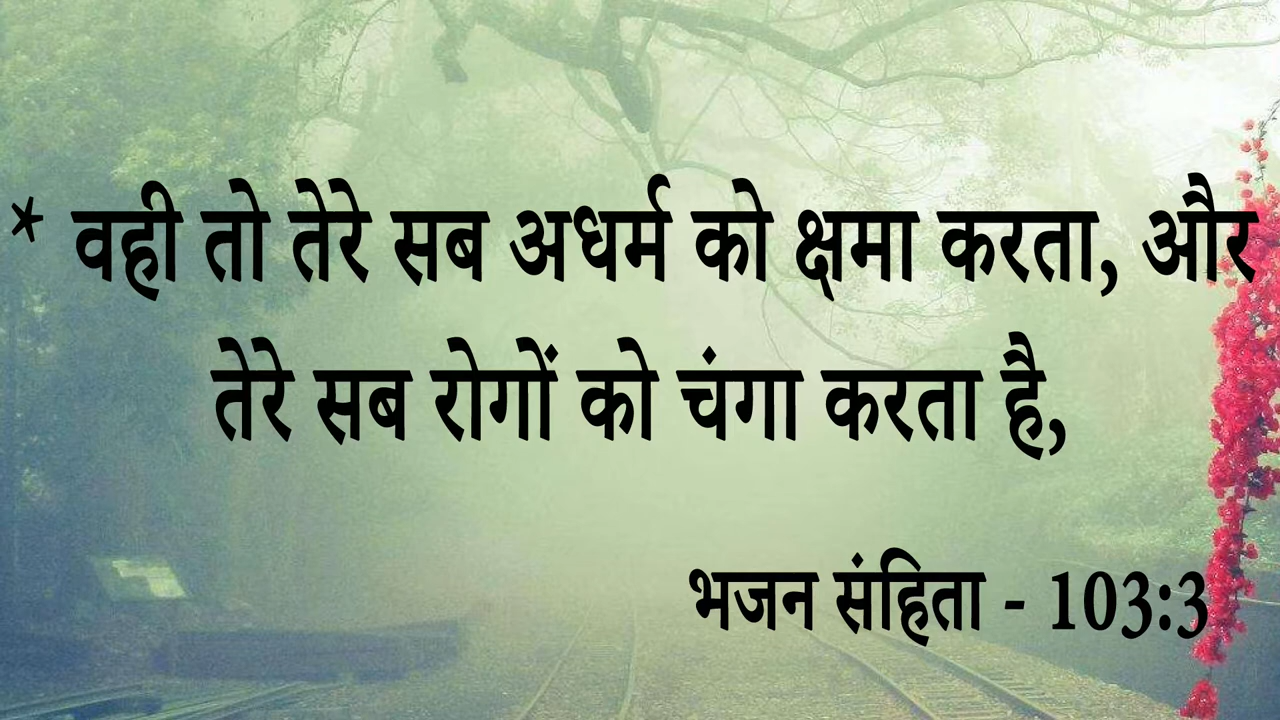 * वही तो तेरे सब अधर्म को क्षमा करता, और
तेरे सब रोगों को चंगा करता है,
भजन संहिता - 103:3